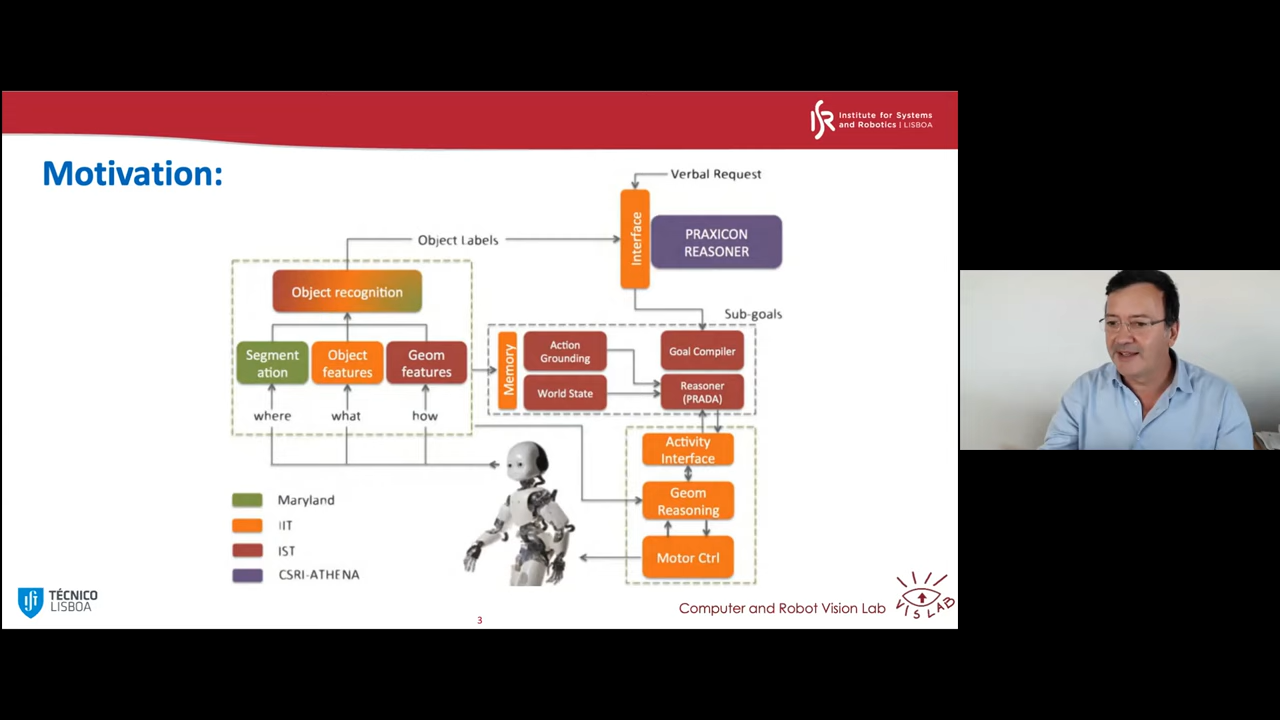 Institute for Systems
and Robotics | LISBOA
Motivation:
Verbal Request
Interface
PRAXICON
REASONER
Object Labels
Object recognition
Sub-goals
Segment
ation
Object
features
Geom
features
Memory
Action
Grounding
World State
Goal Compiler
Reasoner
(PRADA)
where
what
how
Activity
Interface
Geom
Reasoning
Motor Ctrl
Maryland
IIT
IST
CSRI-ATHENA
TÉCNICO
LISBOA
3
Computer and Robot Vision Lab
VISLAB